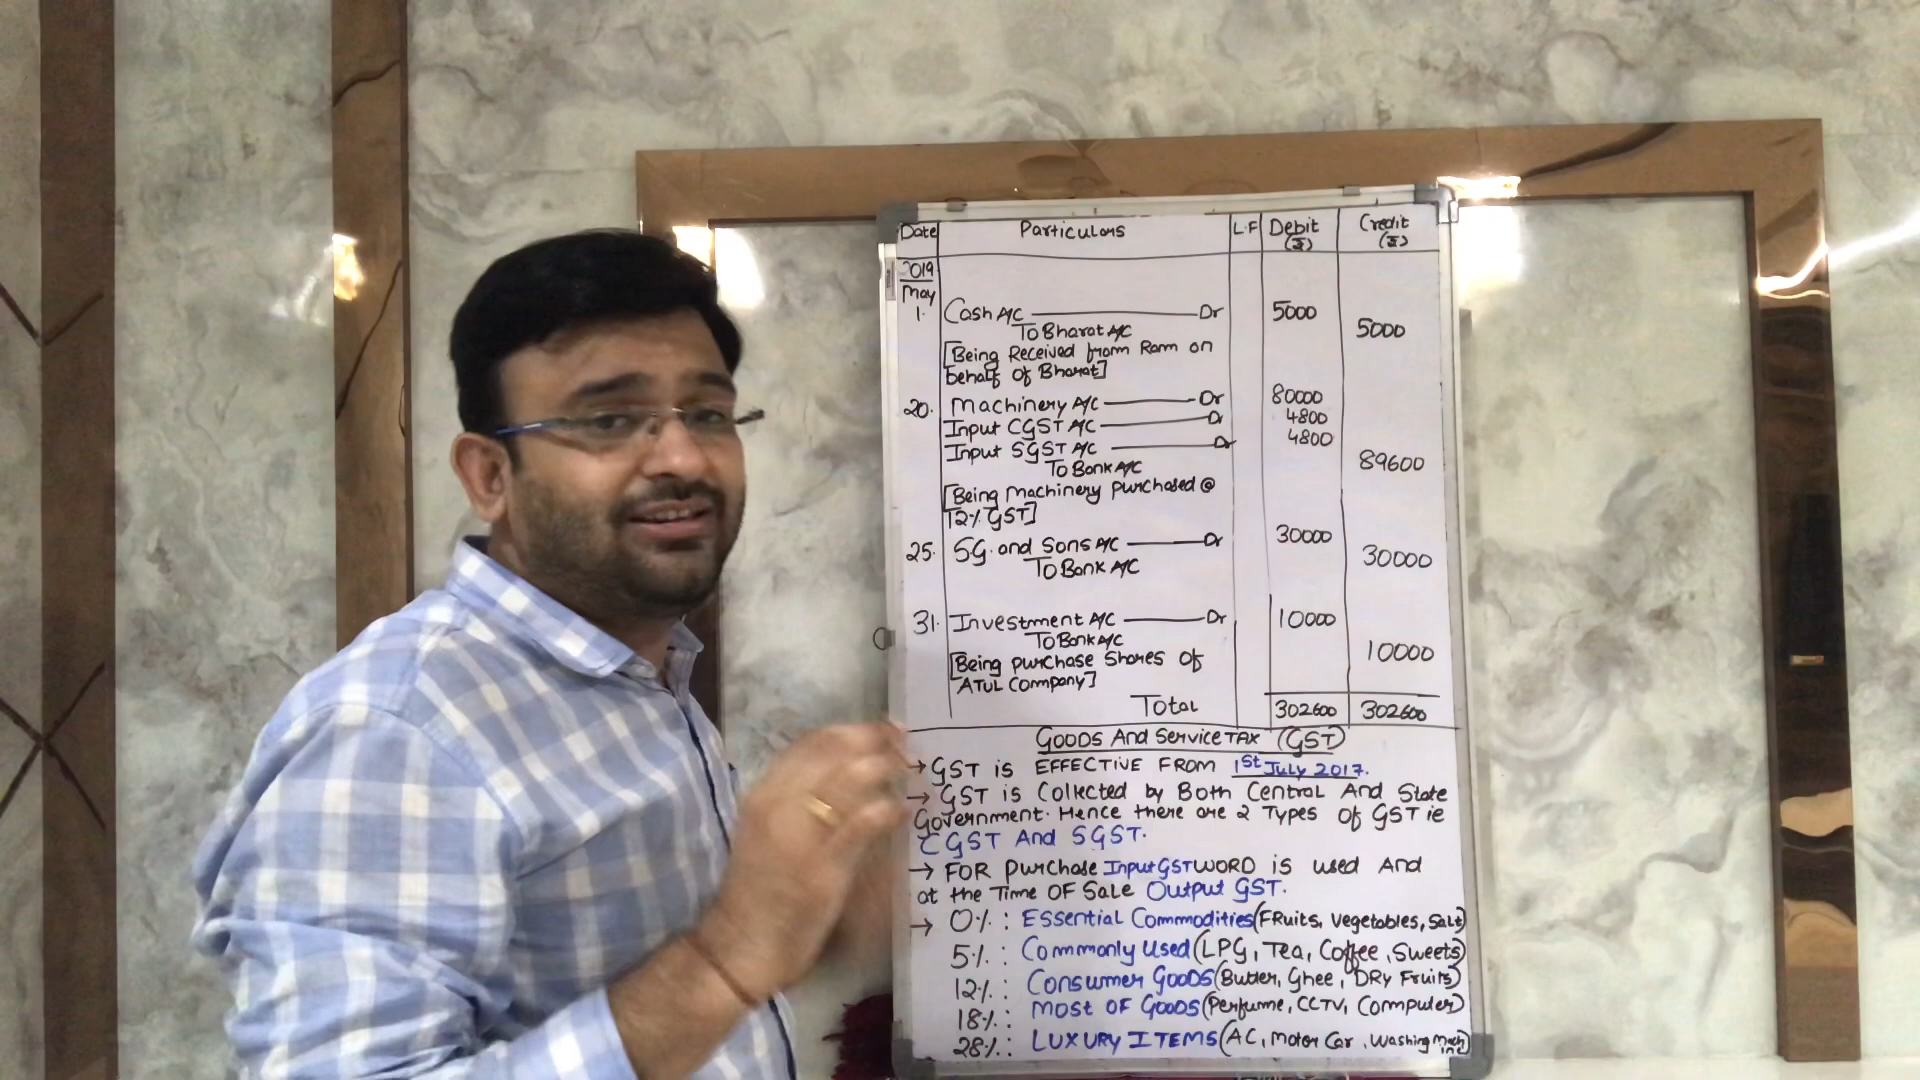 Date Particulars L.F Debit (₹) Credit (₹)
2019
May
1. Cash A/C Dr 5000
To Bharat A/C 5000
[Being Received from Ram on
behalf of Bharat]
20. Machinery A/C Dr 80000
Input CGST A/C Dr 4800
Input SGST A/C Dr 4800
To Bank A/C 89600
[Being Machinery purchased @
12% GST]
25. S.G. and Sons A/C Dr 30000
To Bank A/C 30000
31. Investment A/C Dr 10000
To Bank A/C 10000
[Being purchase Shares of
ATUL Company]
Total 302600 302600
GOODS And Service TAX (GST)
→ GST is EFFECTIVE FROM 1st July 2017.
→ GST is Collected by Both Central And State
Government. Hence there are 2 Types of GST ie
CGST And SGST.
→ FOR purchase Input GST WORD is used And
at the Time OF Sale Output GST.
→ 0% : Essential Commodities (FRuits, Vegetables, Salt)
5% : Commonly Used (LPG, Tea, Coffee, Sweets)
12% : Consumer Goods (Butter, Ghee, DRy Fruits)
18% : Most OF Goods (Perfume, CCTV, Computer)
28% : LUXURY ITEMS (AC, Motor Car, Washing Machine)